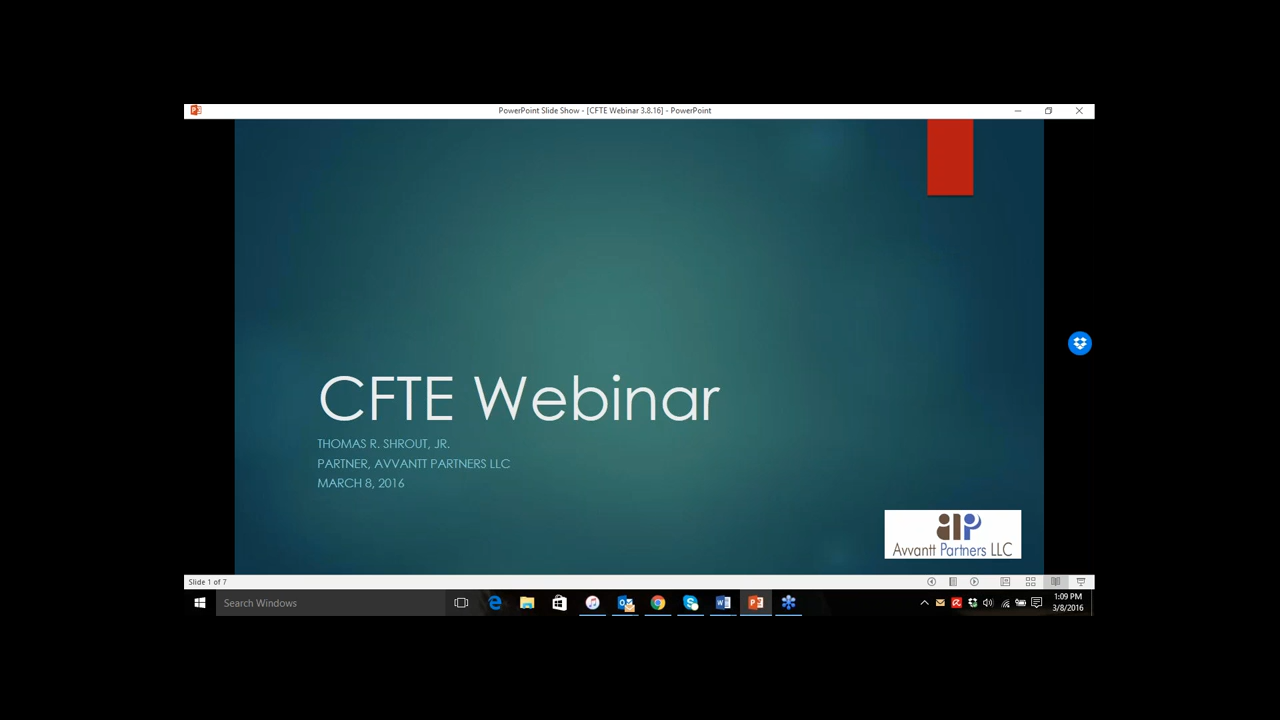 PowerPoint Slide Show - [CFTE Webinar 3.8.16] - PowerPoint
CFTE Webinar
THOMAS R. SHROUT, JR.
PARTNER, AVVANTT PARTNERS LLC
MARCH 8, 2016
aip
Avvantt Partners LLC
Slide 1 of 7
Search Windows
1:09 PM
3/8/2016